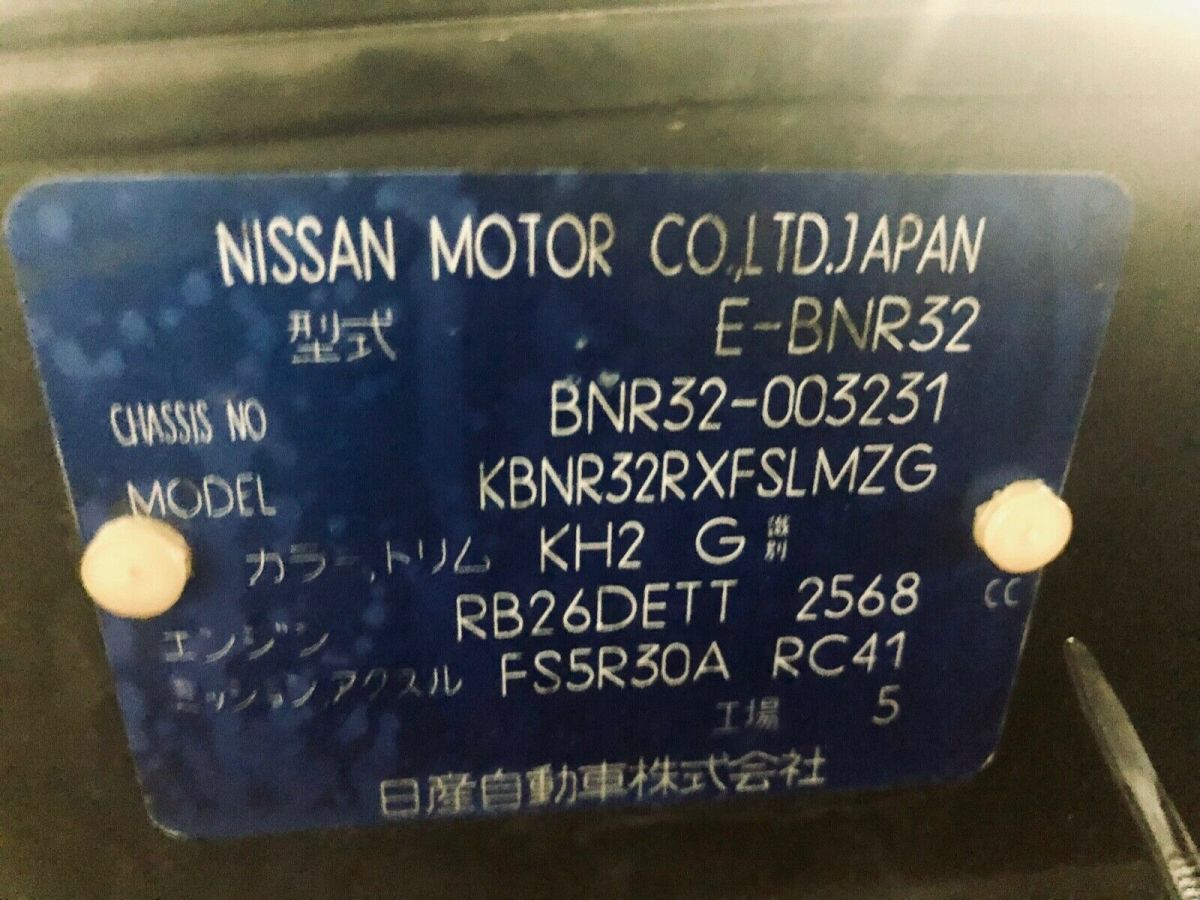 NISSAN MOTOR CO.,LTD.JAPAN
型式 E-BNR32
CHASSIS NO BNR32-003231
MODEL KBNR32RXFSLMZG
カラー,トリム KH2 G 識別
エンジン RB26DETT 2568 CC
ミッション,アクスル FS5R30A RC41
工場 5
日産自動車株式会社